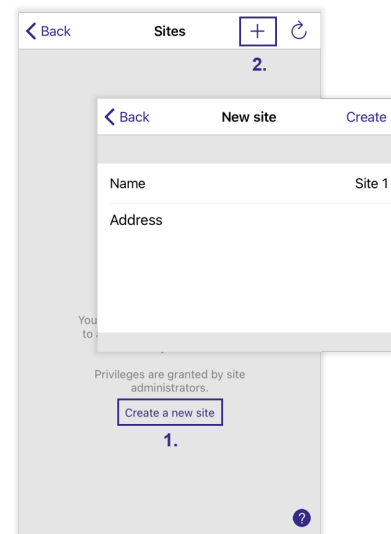 Back Sites + 
2.
Back New site Create
Name Site 1
Address
You
to
Privileges are granted by site
administrators.
Create a new site
1.
?